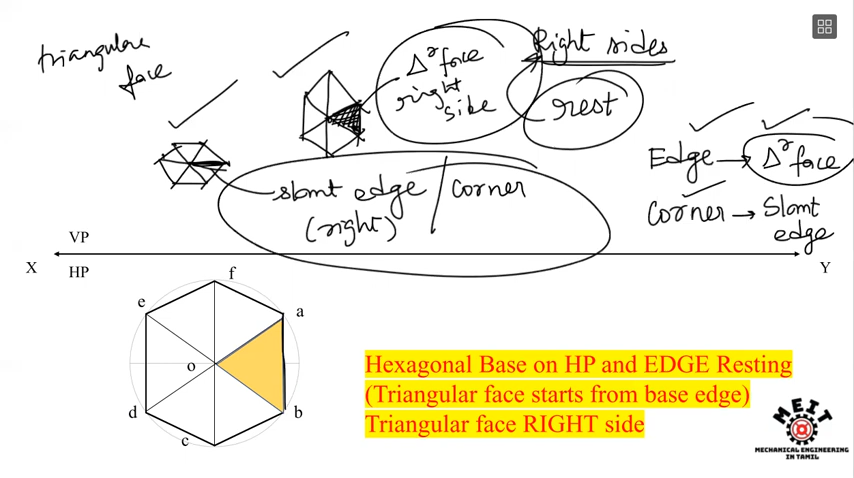 triangular
face
Δr face
right
side
Right sides
rest
Edge → Δr face
Corner → Slant
edge
slant edge / corner
(right)
VP
X
HP
Y
f
e
a
o
d
b
c
Hexagonal Base on HP and EDGE Resting
(Triangular face starts from base edge)
Triangular face RIGHT side
MEIT
MECHANICAL ENGINEERING
IN TAMIL